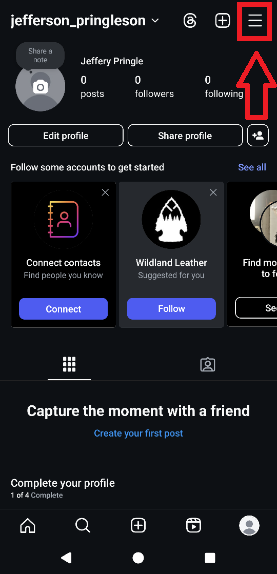 jefferson_pringleson
Share a
note
Jeffery Pringle
0 0 0
posts followers following
Edit profile Share profile
Follow some accounts to get started See all
Connect contacts
Find people you know
Connect
Wildland Leather
Suggested for you
Follow
Find mo
to fo
Capture the moment with a friend
Create your first post
Complete your profile
1 of 4 Complete